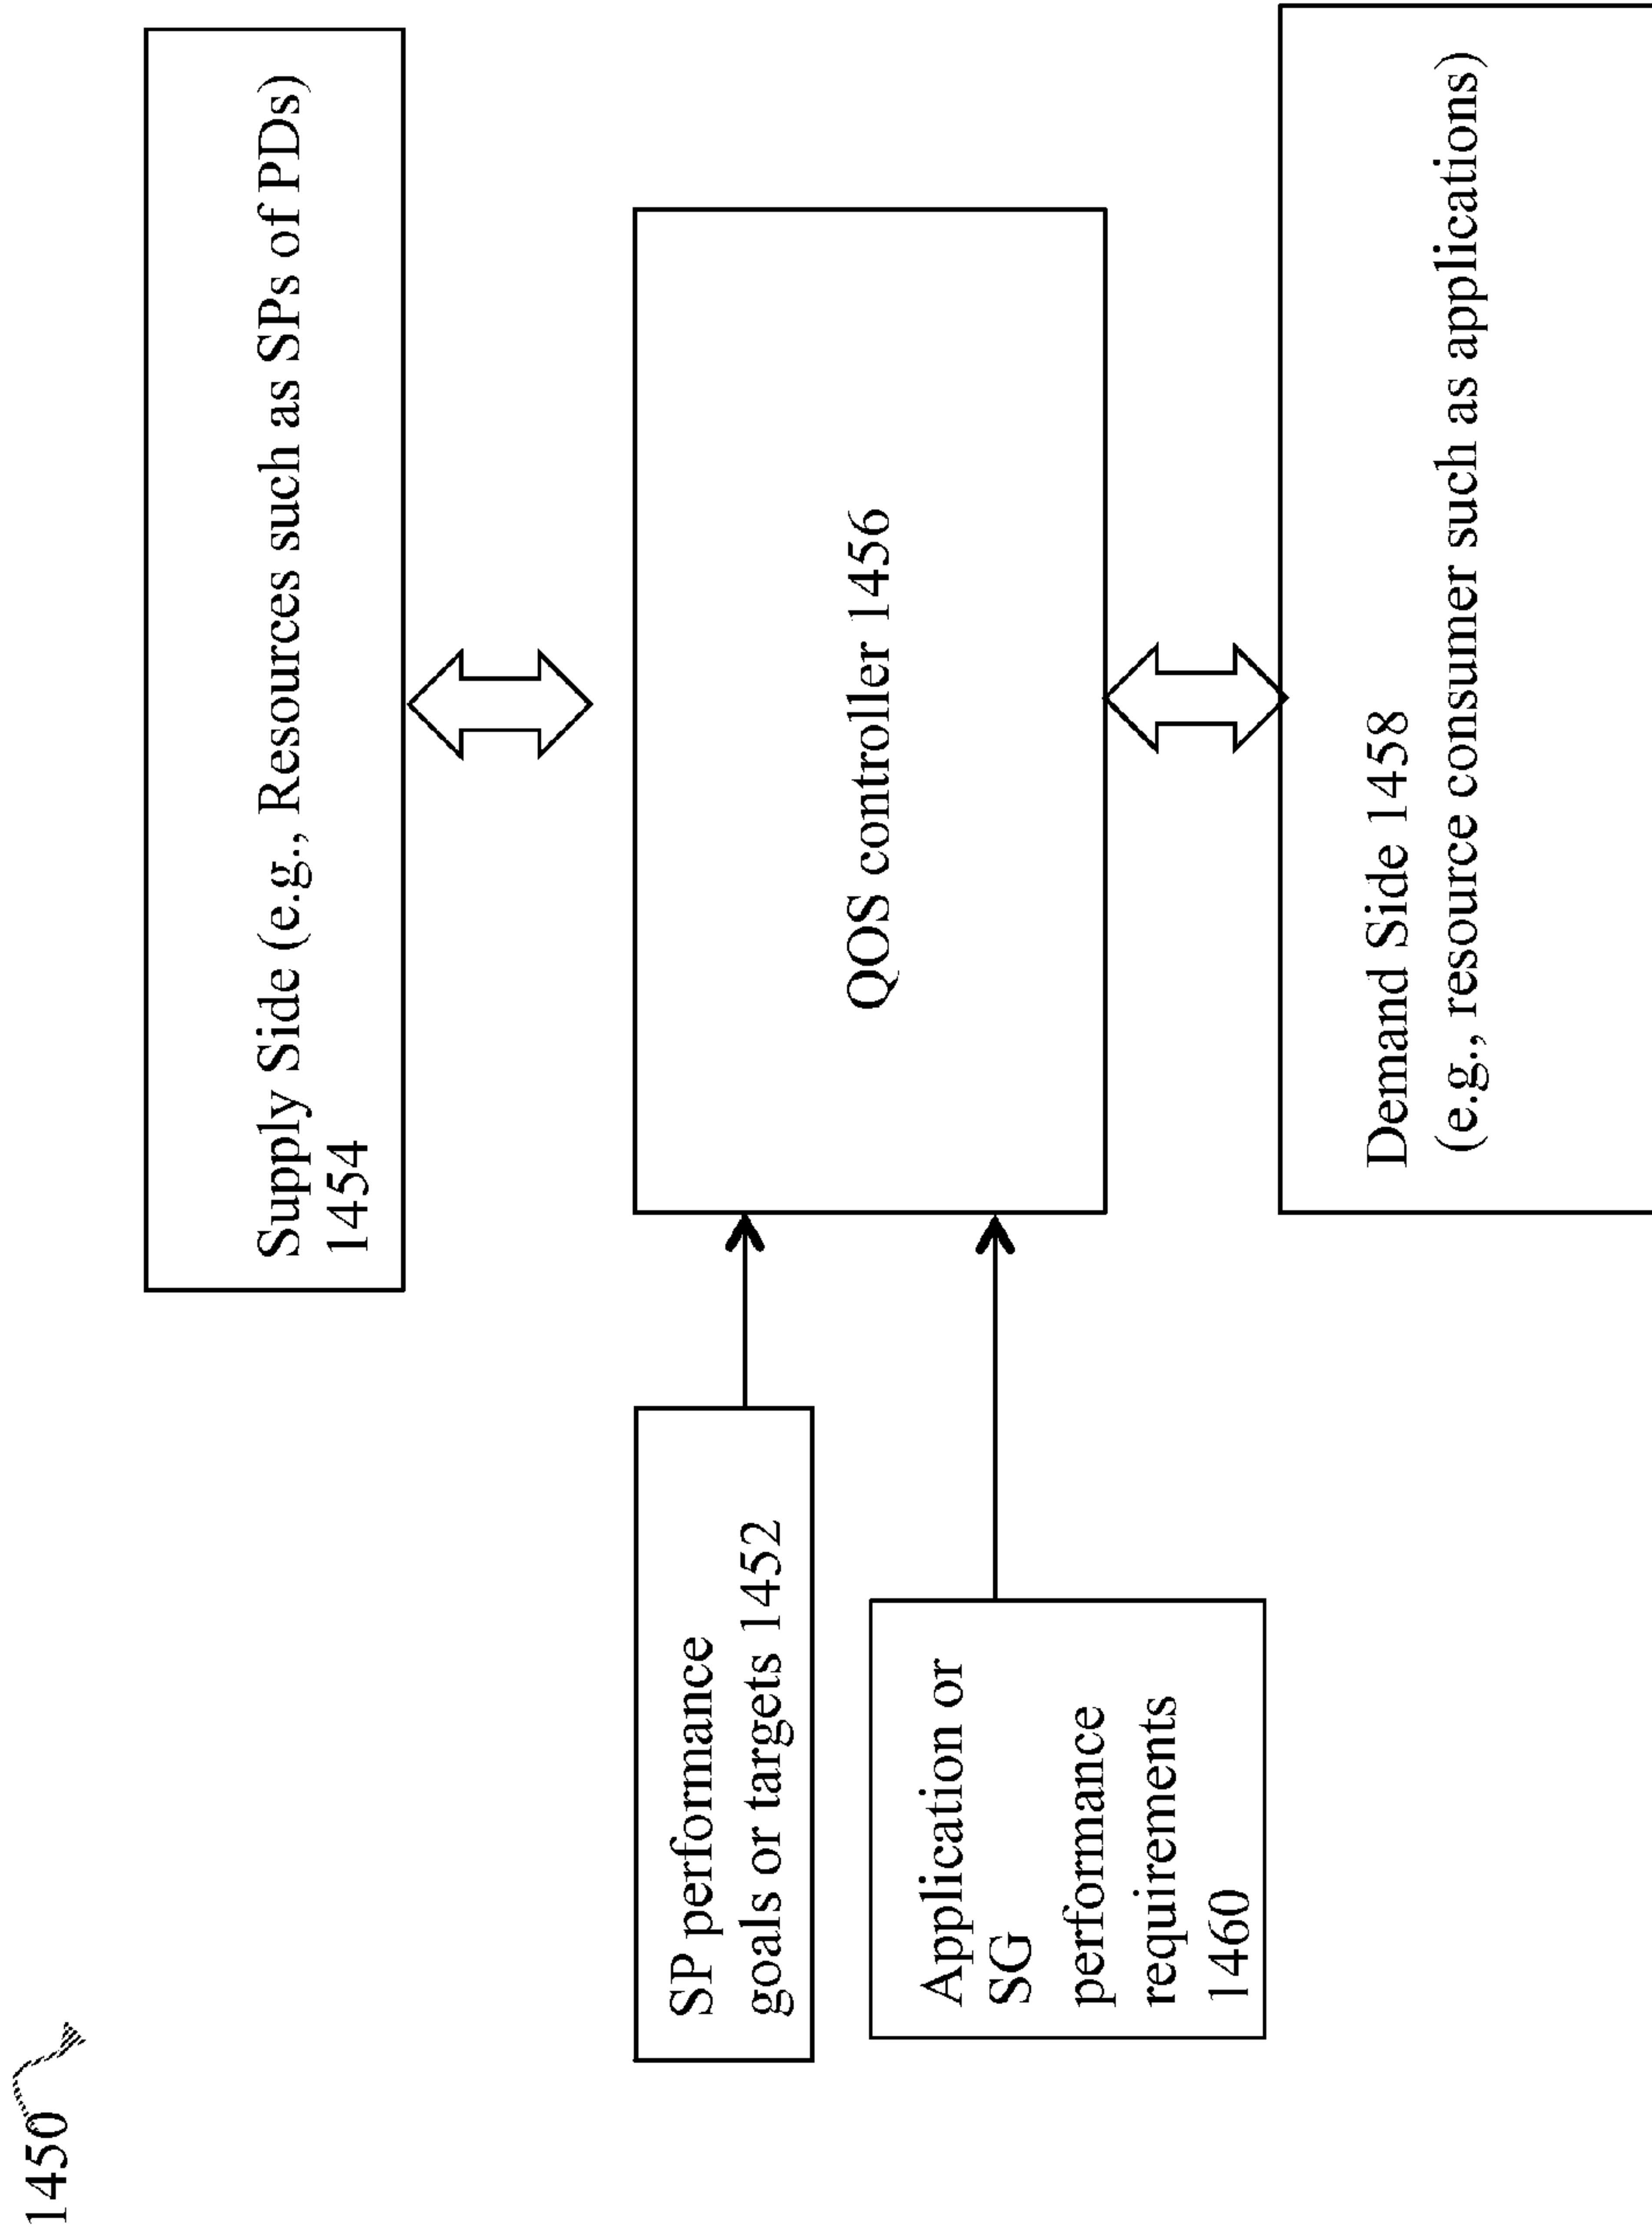 1450
Supply Side (e.g., Resources such as SPs of PDs)
1454
SP performance
goals or targets 1452
QOS controller 1456
Application or
SG
performance
requirements
1460
Demand Side 1458
(e.g., resource consumer such as applications)